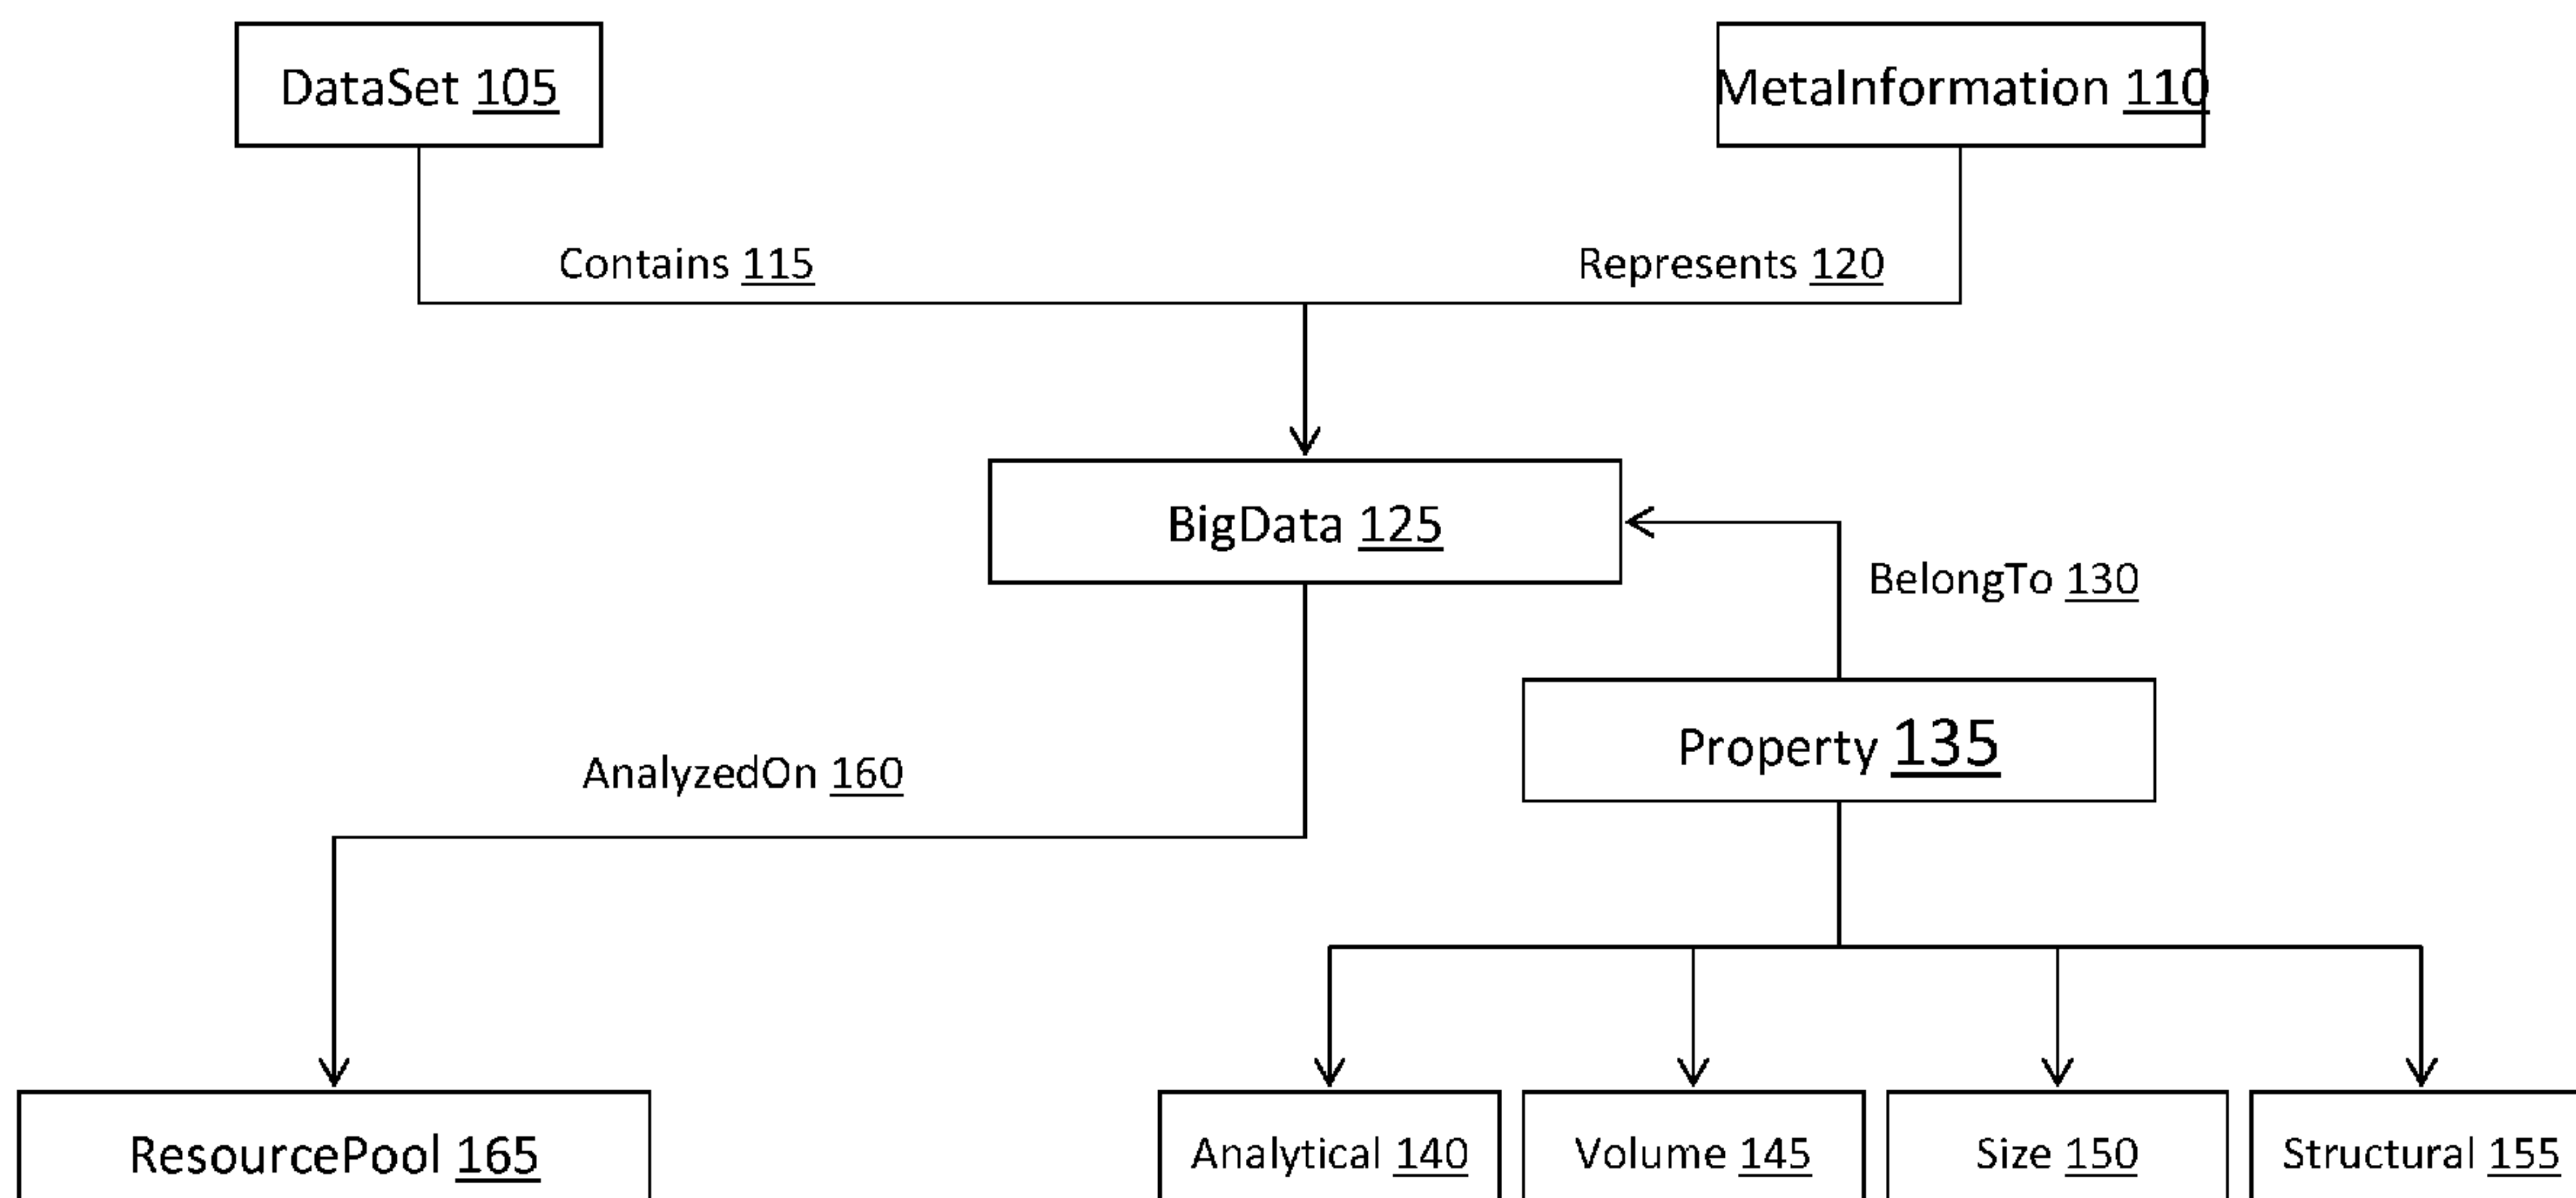 DataSet 105
MetaInformation 110
Contains 115
Represents 120
BigData 125
BelongTo 130
Property 135
AnalyzedOn 160
ResourcePool 165
Analytical 140
Volume 145
Size 150
Structural 155